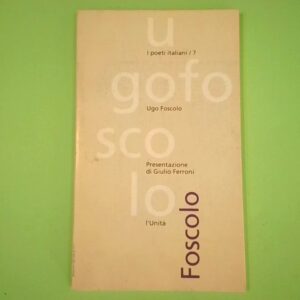 u
I poeti italiani / 7
gofo
Ugo Foscolo
sco
Presentazione
di Giulio Ferroni
lo
l'Unità
Foscolo